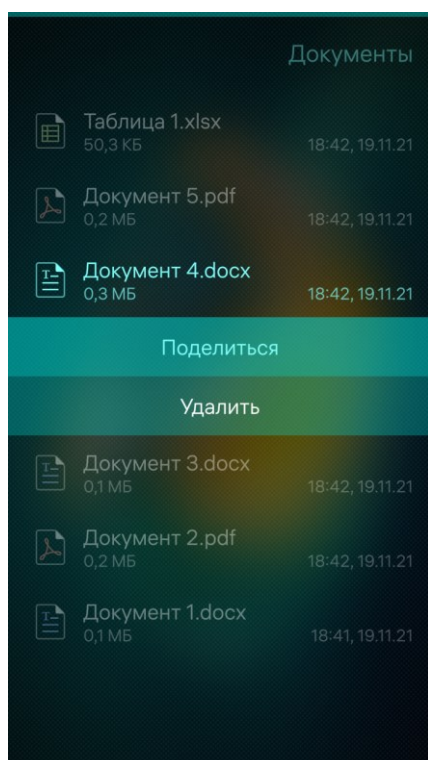 Документы
Таблица 1.xlsx
50,3 КБ 18:42, 19.11.21
Документ 5.pdf
0,2 МБ 18:42, 19.11.21
Документ 4.docx
0,3 МБ 18:42, 19.11.21
Поделиться
Удалить
Документ 3.docx
0,1 МБ 18:42, 19.11.21
Документ 2.pdf
0,2 МБ 18:42, 19.11.21
Документ 1.docx
0,1 МБ 18:41, 19.11.21